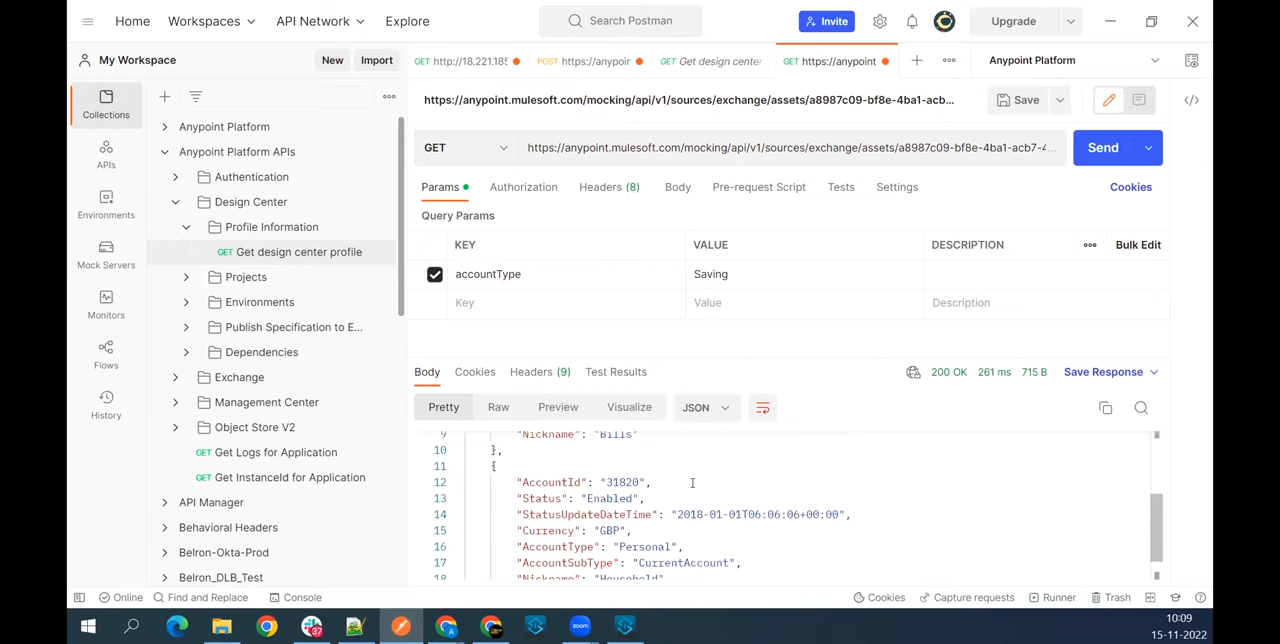 Home Workspaces API Network Explore Search Postman Invite Upgrade
My Workspace New Import GET http://18.221.185 POST https://anypoir GET Get design center GET https://anypoint Anypoint Platform
Collections
APIs
Environments
Mock Servers
Monitors
Flows
History
Anypoint Platform
Anypoint Platform APIs
Authentication
Design Center
Profile Information
GET Get design center profile
Projects
Environments
Publish Specification to E...
Dependencies
Exchange
Management Center
Object Store V2
GET Get Logs for Application
GET Get InstanceId for Application
API Manager
Behavioral Headers
Belron-Okta-Prod
Belron_DLB_Test
https://anypoint.mulesoft.com/mocking/api/v1/sources/exchange/assets/a8987c09-bf8e-4ba1-acb... Save
GET https://anypoint.mulesoft.com/mocking/api/v1/sources/exchange/assets/a8987c09-bf8e-4ba1-acb7-4... Send
Params Authorization Headers (8) Body Pre-request Script Tests Settings Cookies
Query Params
KEY VALUE DESCRIPTION Bulk Edit
accountType Saving
Key Value Description
Body Cookies Headers (9) Test Results 200 OK 261 ms 715 B Save Response
Pretty Raw Preview Visualize JSON
9 "Nickname": "Bills"
10 },
11 {
12 "AccountId": "31820",
13 "Status": "Enabled",
14 "StatusUpdateDateTime": "2018-01-01T06:06:06+00:00",
15 "Currency": "GBP",
16 "AccountType": "Personal",
17 "AccountSubType": "CurrentAccount",
18 "Nickname": "Household"
Online Find and Replace Console Cookies Capture requests Runner Trash
37 zoom
10:09
15-11-2022